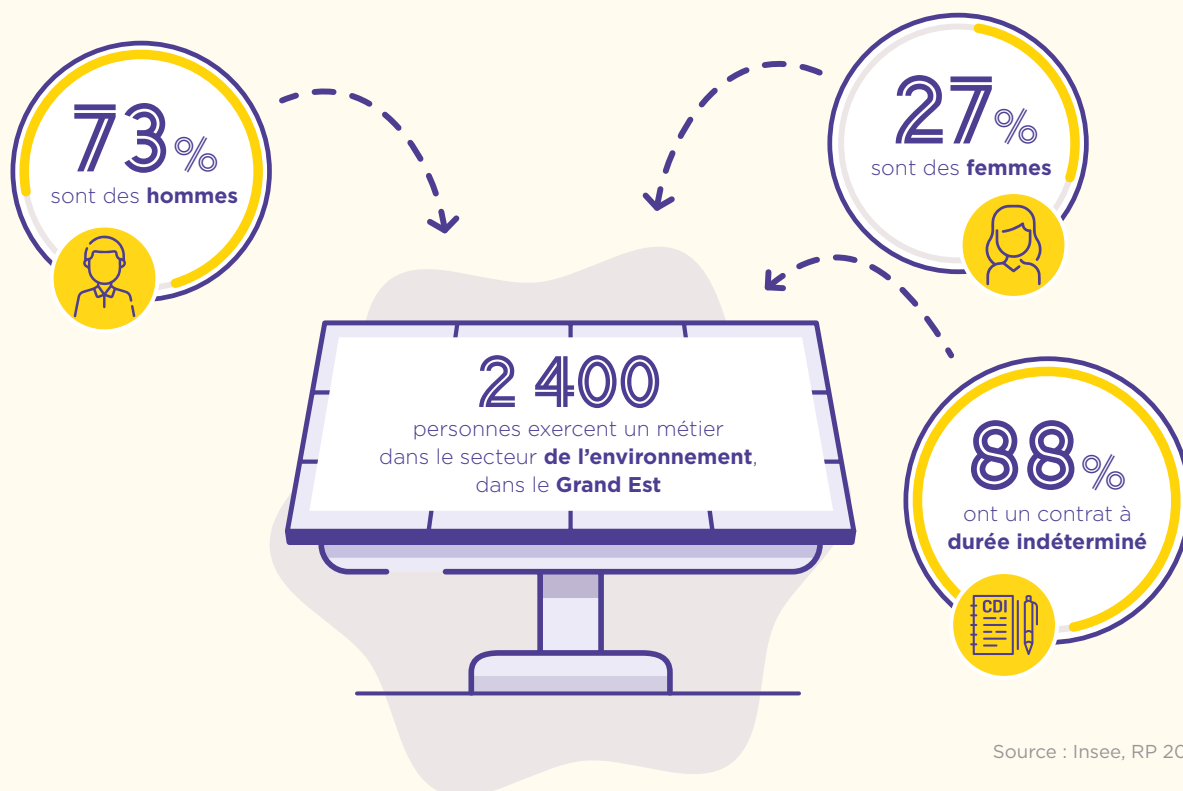 73%
sont des hommes
27%
sont des femmes
2 400
personnes exercent un métier
dans le secteur de l'environnement,
dans le Grand Est
88%
ont un contrat à
durée indéterminé
CDI
Source : Insee, RP 20